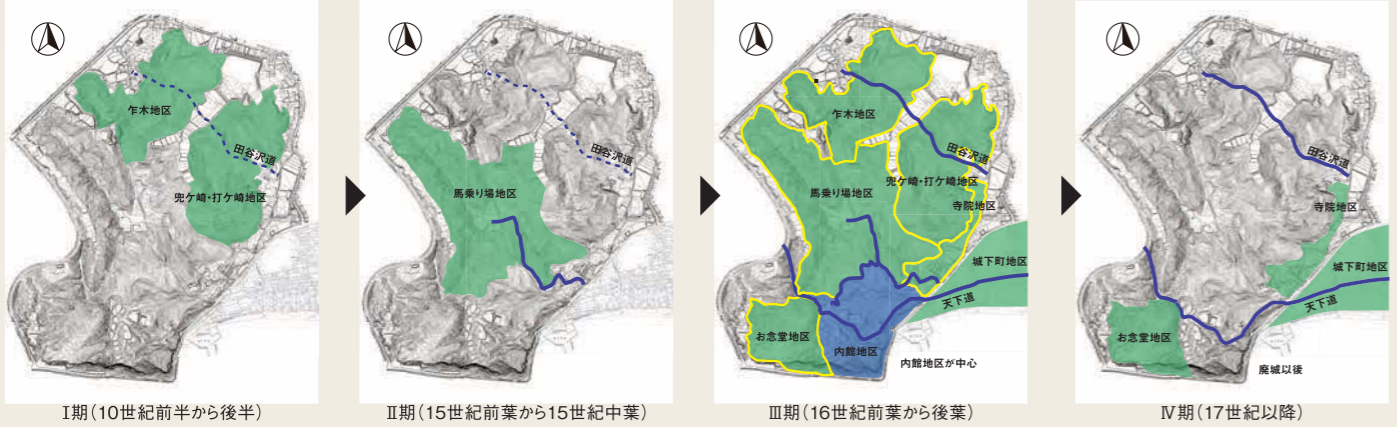 乍木地区
田谷沢道
兜ケ崎・打ケ崎地区
Ⅰ期(10世紀前半から後半)
田谷沢道
馬乗り場地区
Ⅱ期(15世紀前葉から15世紀中葉)
乍木地区
田谷沢道
兜ケ崎・打ケ崎地区
馬乗り場地区
寺院地区
城下町地区
天下道
お念堂地区
内館地区
内館地区が中心
Ⅲ期(16世紀前葉から後葉)
田谷沢道
寺院地区
城下町地区
天下道
お念堂地区
廃城以後
Ⅳ期(17世紀以降)